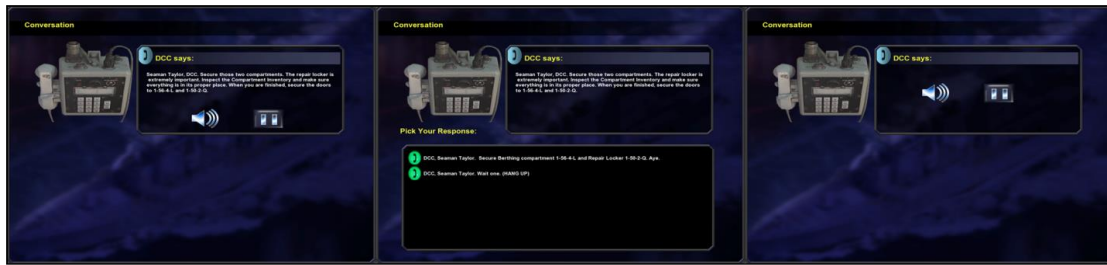 Conversation
DCC says:
Seaman Taylor, DCC. Secure those two compartments. The repair locker is
extremely important. Inspect the Compartment Inventory and make sure
everything is in its proper place. When you are finished, secure the doors
to 1-56-4-L and 1-50-2-Q.
Conversation
DCC says:
Seaman Taylor, DCC. Secure those two compartments. The repair locker is
extremely important. Inspect the Compartment Inventory and make sure
everything is in its proper place. When you are finished, secure the doors
to 1-56-4-L and 1-50-2-Q.
Pick Your Response:
DCC, Seaman Taylor. Secure Berthing compartment 1-56-4-L and Repair Locker 1-50-2-Q. Aye.
DCC, Seaman Taylor. Wait one. (HANG UP)
Conversation
DCC says: